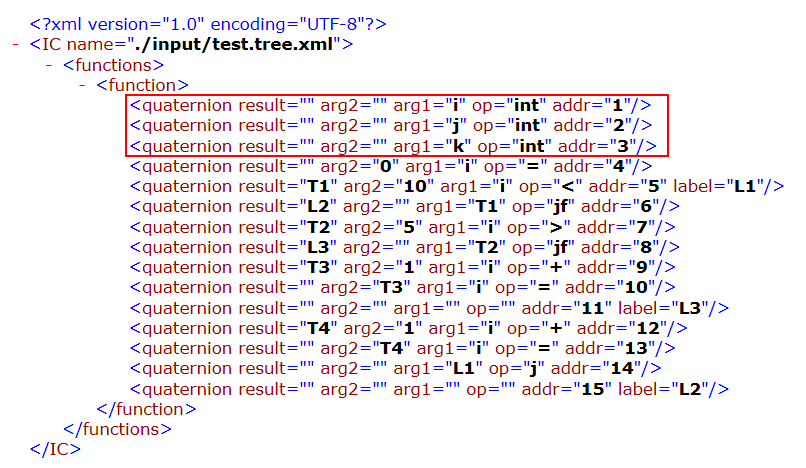 <?xml version="1.0" encoding="UTF-8"?>
- <IC name="./input/test.tree.xml">
- <functions>
- <function>
<quaternion result="" arg2="" arg1="i" op="int" addr="1"/>
<quaternion result="" arg2="" arg1="j" op="int" addr="2"/>
<quaternion result="" arg2="" arg1="k" op="int" addr="3"/>
<quaternion result="" arg2="0" arg1="i" op="=" addr="4"/>
<quaternion result="T1" arg2="10" arg1="i" op="<" addr="5" label="L1"/>
<quaternion result="L2" arg2="" arg1="T1" op="jf" addr="6"/>
<quaternion result="T2" arg2="5" arg1="i" op=">" addr="7"/>
<quaternion result="L3" arg2="" arg1="T2" op="jf" addr="8"/>
<quaternion result="T3" arg2="1" arg1="i" op="+" addr="9"/>
<quaternion result="" arg2="T3" arg1="i" op="=" addr="10"/>
<quaternion result="" arg2="" arg1="" op="" addr="11" label="L3"/>
<quaternion result="T4" arg2="1" arg1="i" op="+" addr="12"/>
<quaternion result="" arg2="T4" arg1="i" op="=" addr="13"/>
<quaternion result="" arg2="" arg1="L1" op="j" addr="14"/>
<quaternion result="" arg2="" arg1="" op="" addr="15" label="L2"/>
</function>
</functions>
</IC>